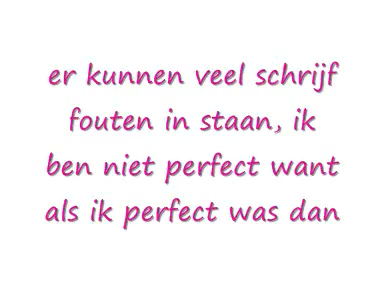 er kunnen veel schrijf
fouten in staan, ik
ben niet perfect want
als ik perfect was dan